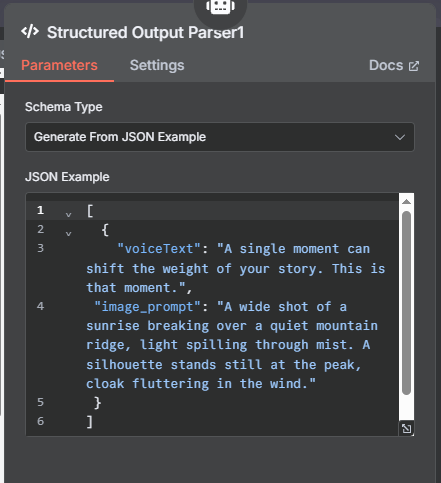 </> Structured Output Parser1
Parameters Settings Docs
Schema Type
Generate From JSON Example
JSON Example
1 [
2 {
3 "voiceText": "A single moment can
shift the weight of your story. This is
that moment.",
4 "image_prompt": "A wide shot of a
sunrise breaking over a quiet mountain
ridge, light spilling through mist. A
silhouette stands still at the peak,
cloak fluttering in the wind."
5 }
6 ]